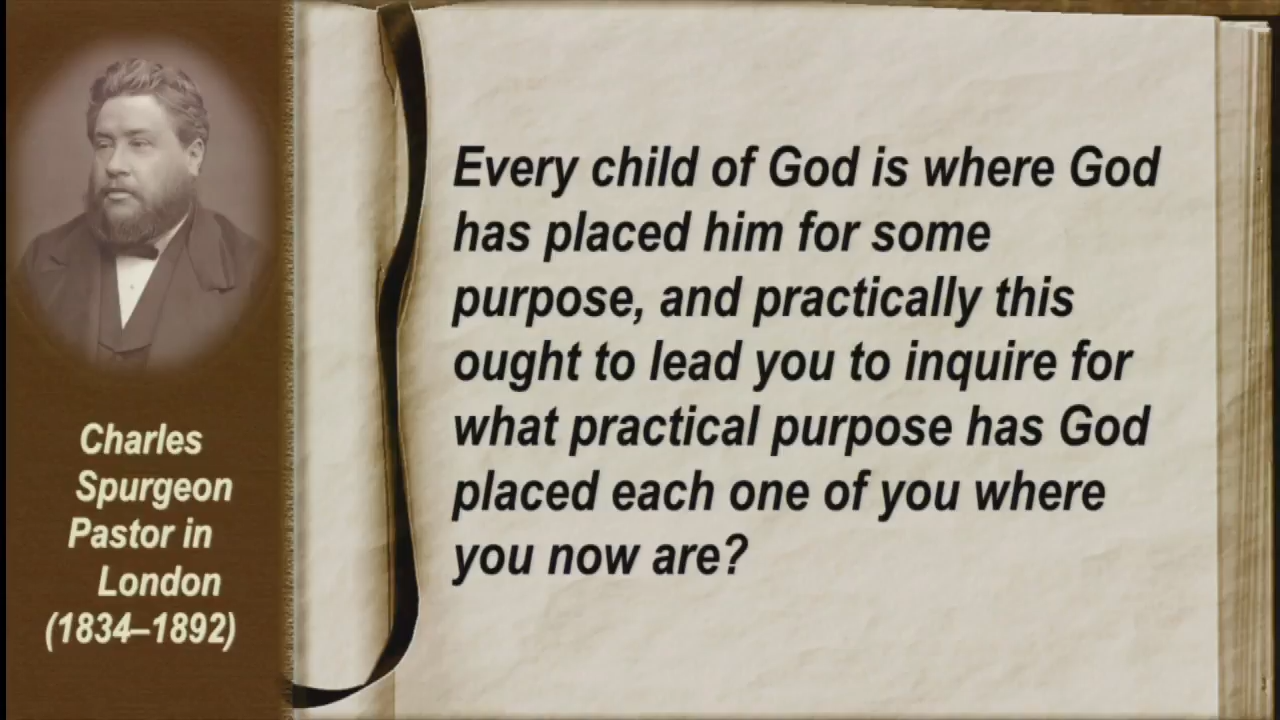 Charles
Spurgeon
Pastor in
London
(1834–1892)
Every child of God is where God
has placed him for some
purpose, and practically this
ought to lead you to inquire for
what practical purpose has God
placed each one of you where
you now are?